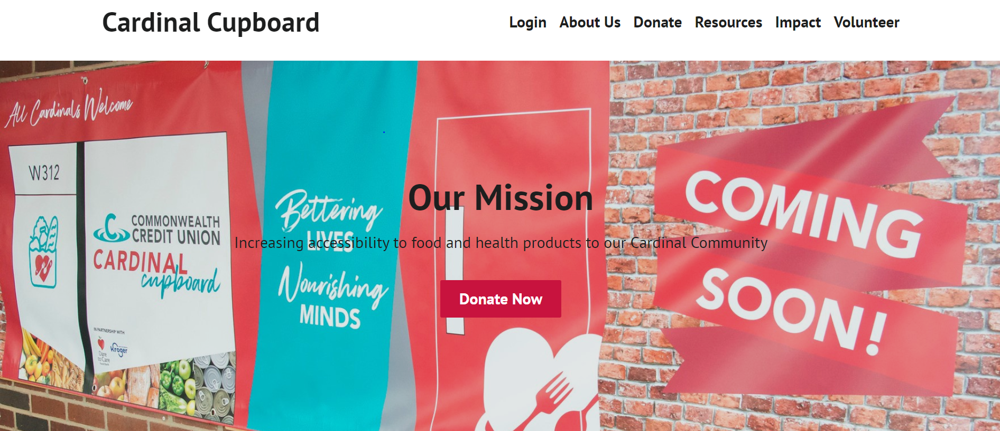 Cardinal Cupboard
Login About Us Donate Resources Impact Volunteer
All Cardinals Welcome
W312
COMMONWEALTH
CREDIT UNION
CARDINAL
cupboard
IN PARTNERSHIP WITH
Dare
to Care
Food Bank
Kroger
Bettering
LIVES
Nourishing
MINDS
Our Mission
Increasing accessibility to food and health products to our Cardinal Community
Donate Now
COMING
SOON!